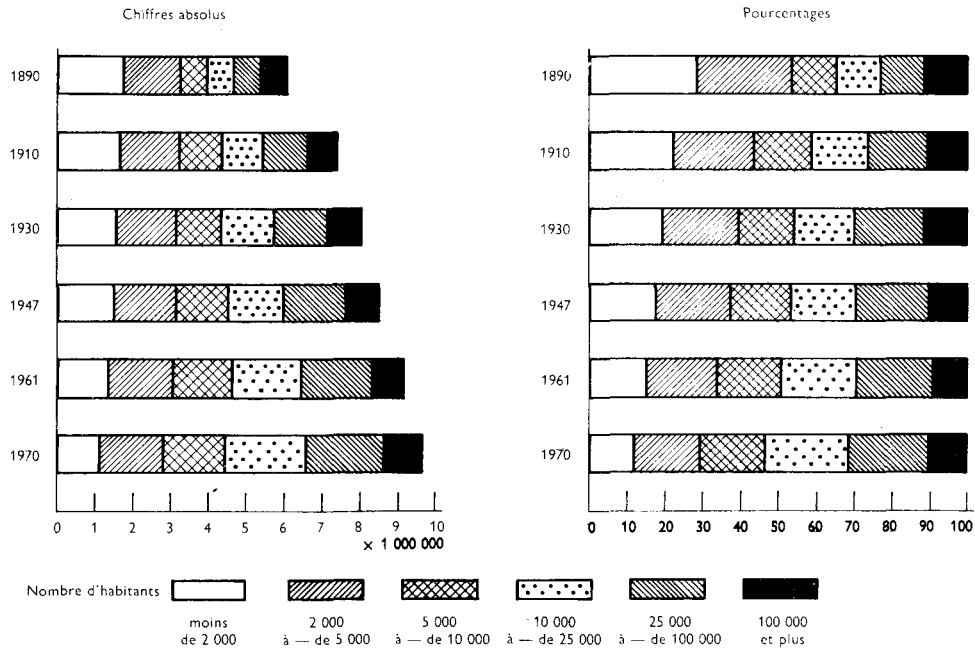 Chiffres absolus
Pourcentages
1890
1910
1930
1947
1961
1970
0 1 2 3 4 5 6 7 8 9 10
× 1 000 000
1890
1910
1930
1947
1961
1970
0 10 20 30 40 50 60 70 80 90 100
Nombre d'habitants
moins
de 2 000
2 000
à — de 5 000
5 000
à — de 10 000
10 000
à — de 25 000
25 000
à — de 100 000
100 000
et plus